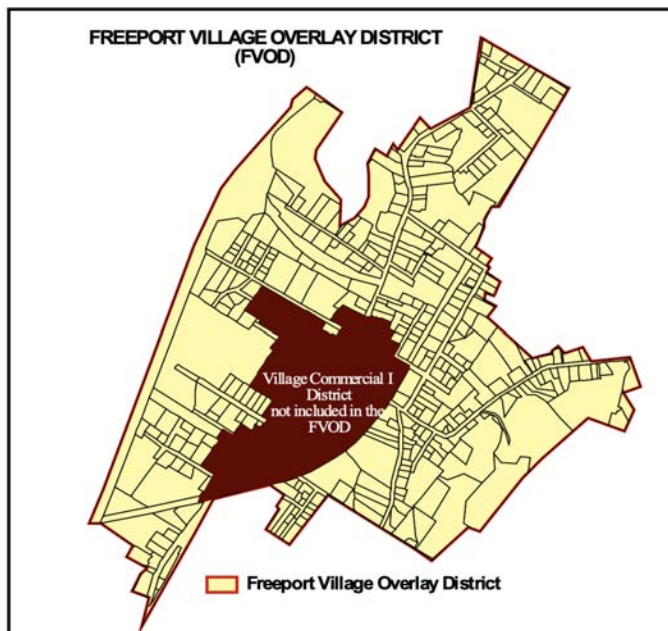 FREEPORT VILLAGE OVERLAY DISTRICT
(FVOD)
Village Commercial I
District
not included in the
FVOD
Freeport Village Overlay District